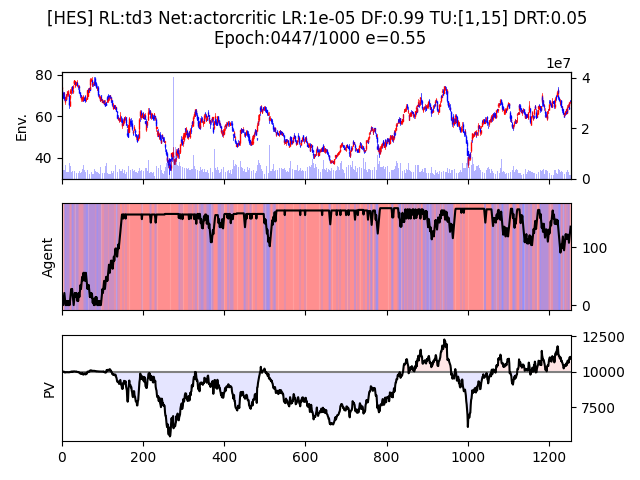 [HES] RL:td3 Net:actorcritic LR:1e-05 DF:0.99 TU:[1,15] DRT:0.05
Epoch:0447/1000 e=0.55
1e7
80
60
40
Env.
4
2
0
Agent
100
0
PV
12500
10000
7500
0 200 400 600 800 1000 1200